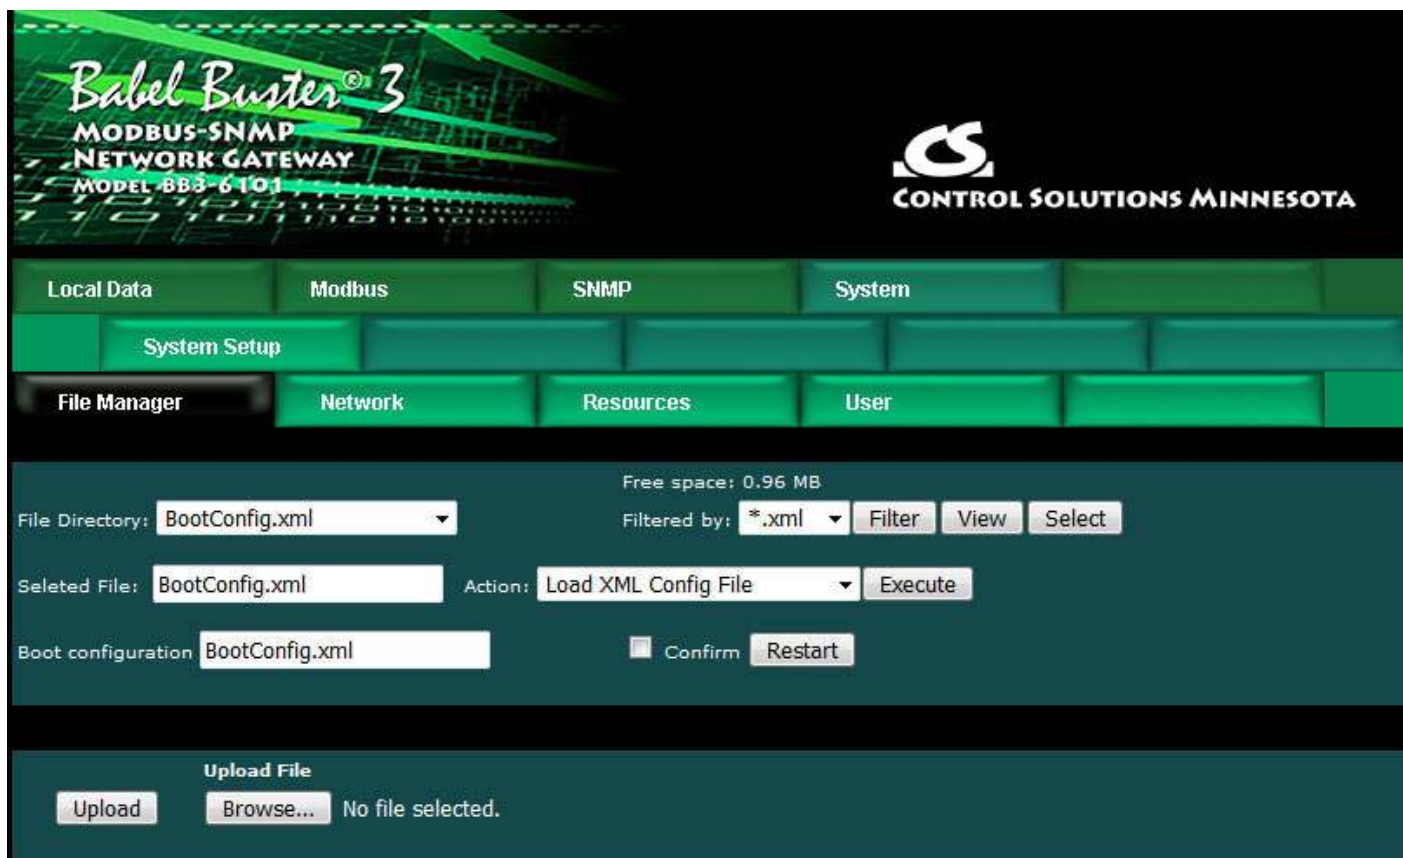 Babel Buster® 3
MODBUS-SNMP
NETWORK GATEWAY
MODEL BB3-6101
CS
CONTROL SOLUTIONS MINNESOTA
Local Data Modbus SNMP System
System Setup
File Manager Network Resources User
Free space: 0.96 MB
File Directory: BootConfig.xml Filtered by: *.xml Filter View Select
Seleted File: BootConfig.xml Action: Load XML Config File Execute
Boot configuration BootConfig.xml Confirm Restart
Upload File
Upload Browse... No file selected.